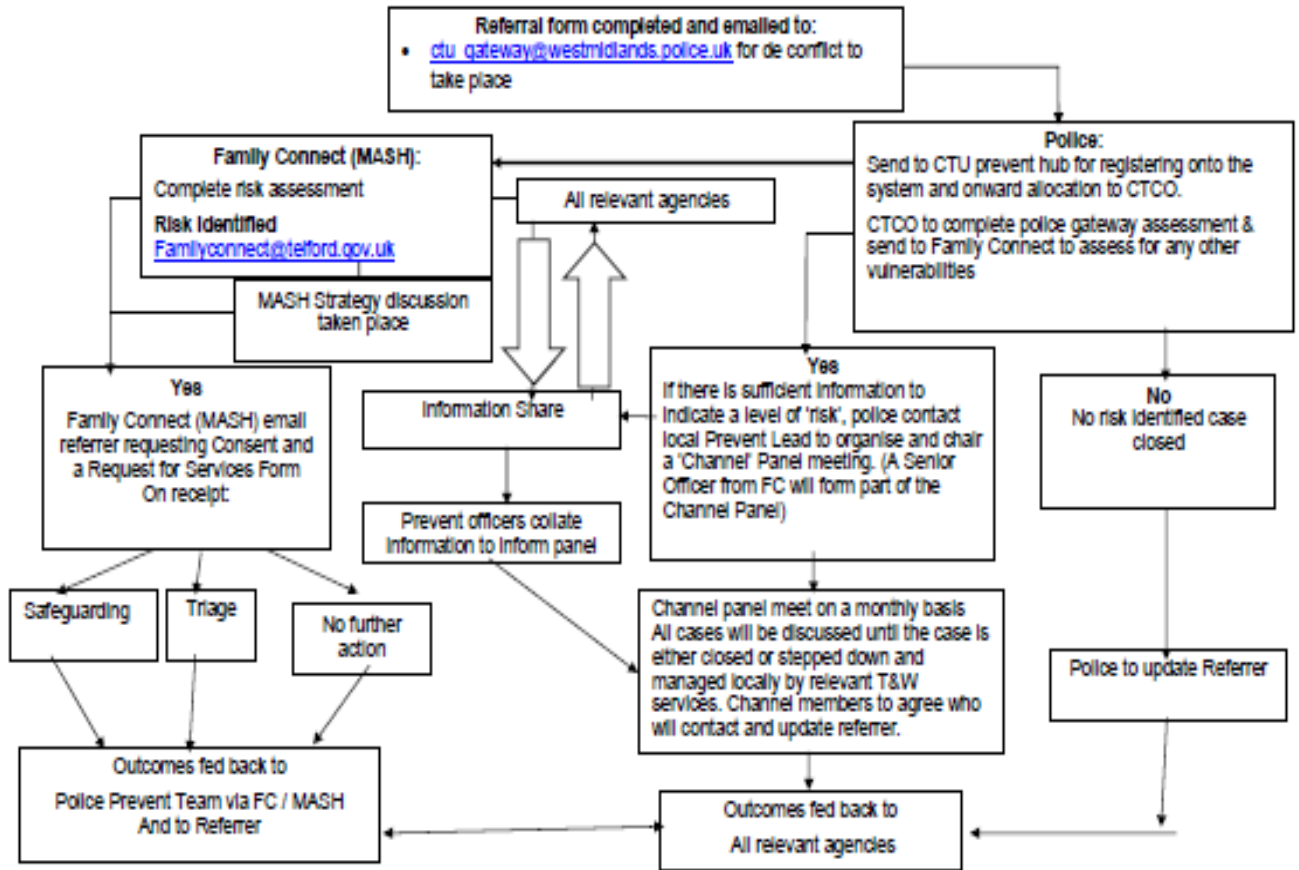 Referral form completed and emailed to:
• ctu_gateway@westmidlands.police.uk for de conflict to
take place
Police:
Send to CTU prevent hub for registering onto the
system and onward allocation to CTCO.
CTCO to complete police gateway assessment &
send to Family Connect to assess for any other
vulnerabilities
Family Connect (MASH):
Complete risk assessment
Risk Identified
Familyconnect@telford.gov.uk
All relevant agencies
MASH Strategy discussion
taken place
Yes
Family Connect (MASH) email
referrer requesting Consent and
a Request for Services Form
On receipt:
Information Share
Yes
If there is sufficient information to
indicate a level of 'risk', police contact
local Prevent Lead to organise and chair
a 'Channel' Panel meeting. (A Senior
Officer from FC will form part of the
Channel Panel)
No
No risk identified case
closed
Prevent officers collate
information to inform panel
Safeguarding
Triage
No further
action
Channel panel meet on a monthly basis
All cases will be discussed until the case is
either closed or stepped down and
managed locally by relevant T&W
services. Channel members to agree who
will contact and update referrer.
Police to update Referrer
Outcomes fed back to
Police Prevent Team via FC / MASH
And to Referrer
Outcomes fed back to
All relevant agencies